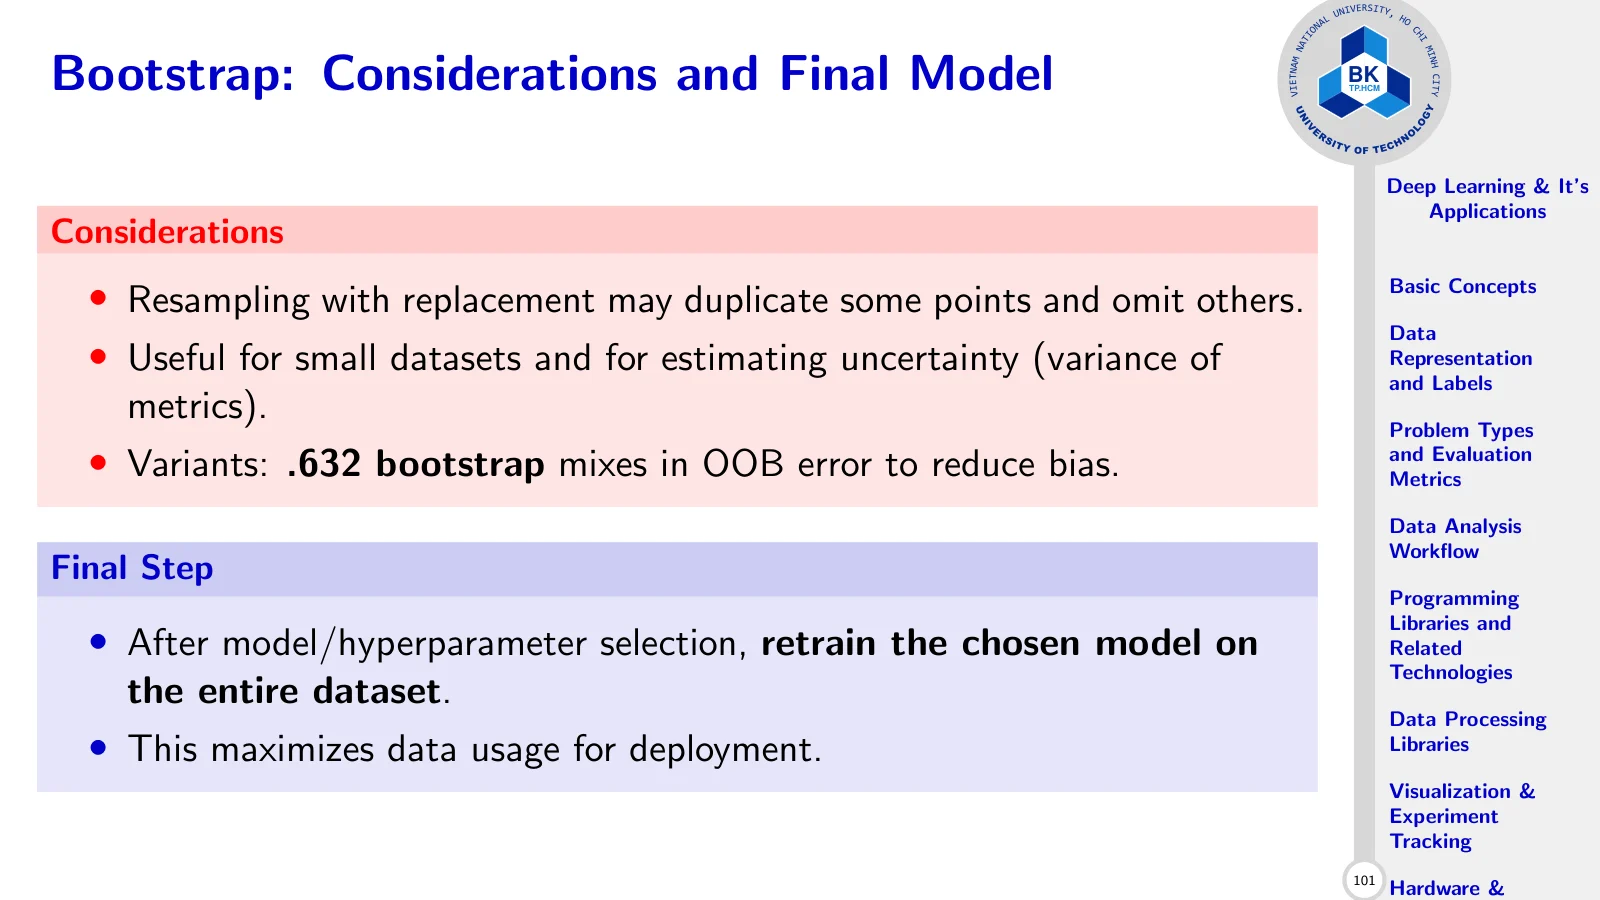 Bootstrap: Considerations and Final Model
VIETNAM NATIONAL UNIVERSITY, HO CHI MINH CITY
BK
TP.HCM
UNIVERSITY OF TECHNOLOGY
Considerations
• Resampling with replacement may duplicate some points and omit others.
• Useful for small datasets and for estimating uncertainty (variance of
metrics).
• Variants: .632 bootstrap mixes in OOB error to reduce bias.
Final Step
• After model/hyperparameter selection, retrain the chosen model on
the entire dataset.
• This maximizes data usage for deployment.
Deep Learning & It's
Applications
Basic Concepts
Data
Representation
and Labels
Problem Types
and Evaluation
Metrics
Data Analysis
Workflow
Programming
Libraries and
Related
Technologies
Data Processing
Libraries
Visualization &
Experiment
Tracking
Hardware &
101